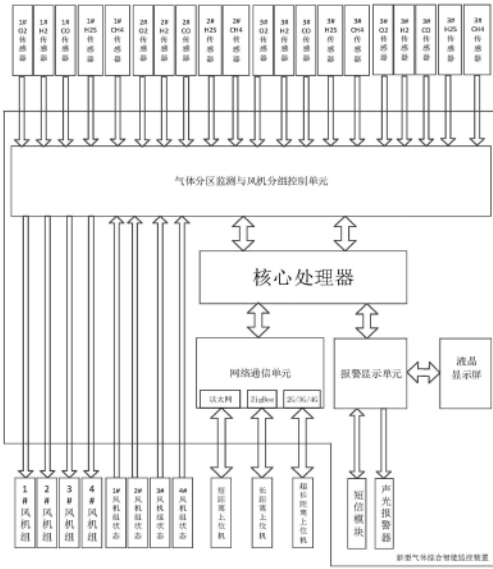 1# O2 传感器
1# H2 传感器
1# CO 传感器
1# H2S 传感器
1# CH4 传感器
2# O2 传感器
2# H2 传感器
2# CO 传感器
2# H2S 传感器
2# CH4 传感器
3# O2 传感器
3# H2 传感器
3# CO 传感器
3# H2S 传感器
3# CH4 传感器
3# O2 传感器
3# H2 传感器
3# CO 传感器
3# H2S 传感器
3# CH4 传感器
气体分区监测与风机分组控制单元
核心处理器
网络通信单元
以太网
ZigBee
2G/3G/4G
报警显示单元
液晶
显示屏
1#风机组
2#风机组
3#风机组
4#风机组
1#风机组状态
2#风机组状态
3#风机组状态
4#风机组状态
短距离上位机
长距离上位机
超长距离上位机
短信模块
声光报警器
新型气体综合智能监控装置